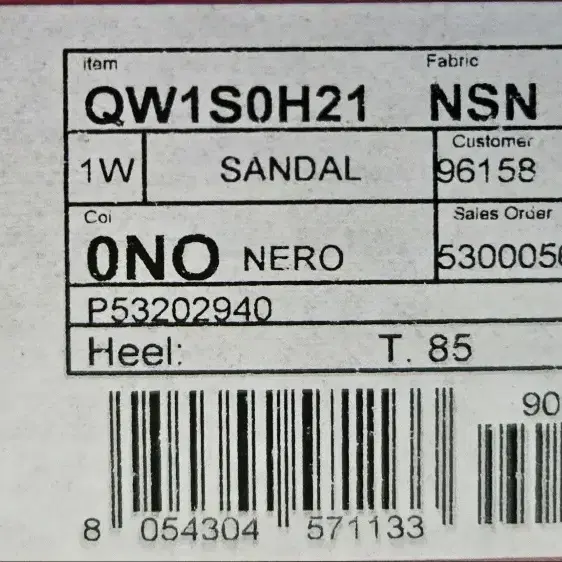 item Fabric
QW1S0H21 NSN
Customer
1W SANDAL 96158
Col Sales Order
0NO NERO 530005
P53202940
Heel: T. 85
90
8 054304 571133